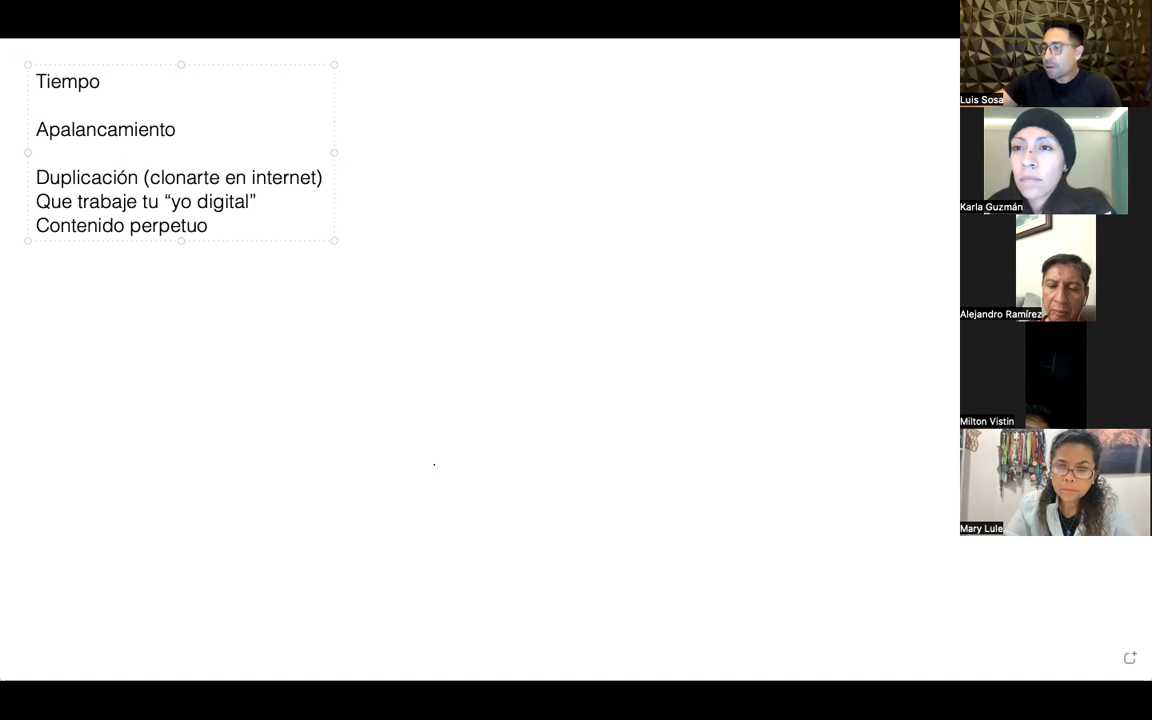 Tiempo
Apalancamiento
Duplicación (clonarte en internet)
Que trabaje tu “yo digital”
Contenido perpetuo
Luis Sosa
Karla Guzmán
Alejandro Ramírez
Milton Vistin
Mary Lule